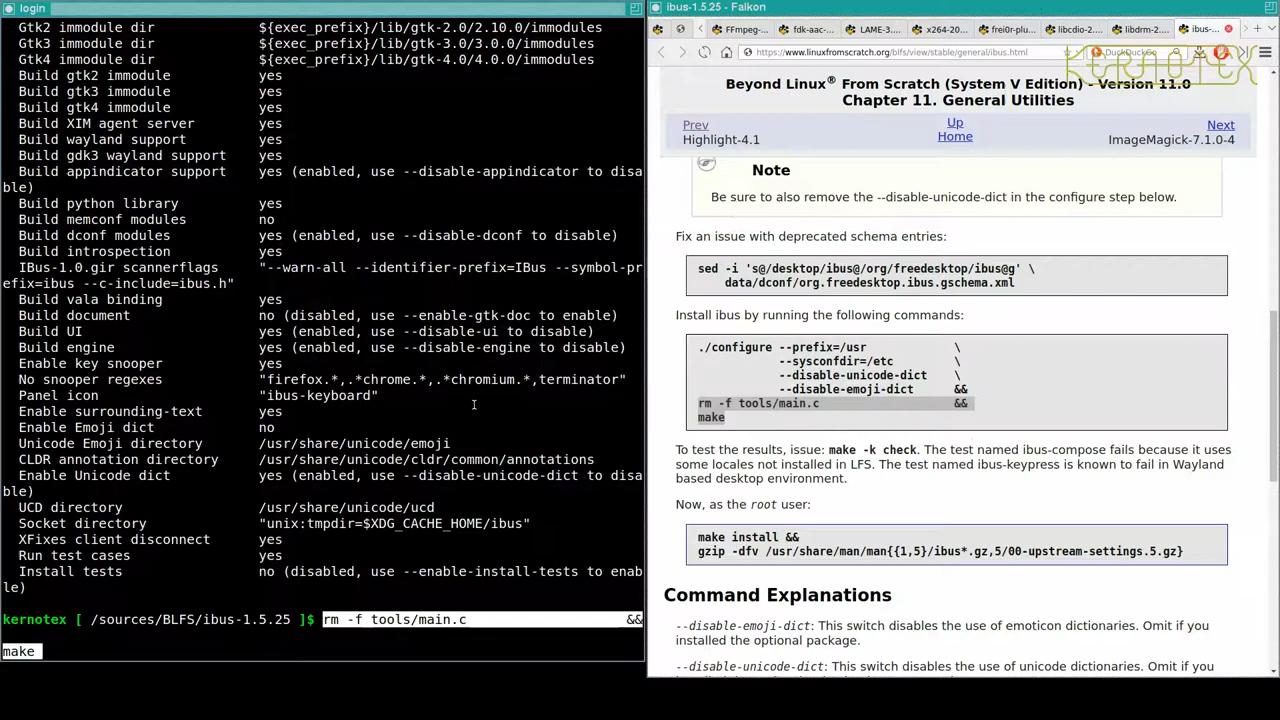 login
Gtk2 immodule dir ${exec_prefix}/lib/gtk-2.0/2.10.0/immodules
Gtk3 immodule dir ${exec_prefix}/lib/gtk-3.0/3.0.0/immodules
Gtk4 immodule dir ${exec_prefix}/lib/gtk-4.0/4.0.0/immodules
Build gtk2 immodule yes
Build gtk3 immodule yes
Build gtk4 immodule yes
Build XIM agent server yes
Build wayland support yes
Build gdk3 wayland support yes
Build appindicator support yes (enabled, use --disable-appindicator to disa
ble)
Build python library yes
Build memconf modules no
Build dconf modules yes (enabled, use --disable-dconf to disable)
Build introspection yes
IBus-1.0.gir scannerflags "--warn-all --identifier-prefix=IBus --symbol-pr
efix=ibus --c-include=ibus.h"
Build vala binding yes
Build document no (disabled, use --enable-gtk-doc to enable)
Build UI yes (enabled, use --disable-ui to disable)
Build engine yes (enabled, use --disable-engine to disable)
Enable key snooper yes
No snooper regexes "firefox.*,.*chrome.*,.*chromium.*,terminator"
Panel icon "ibus-keyboard"
Enable surrounding-text yes
Enable Emoji dict no
Unicode Emoji directory /usr/share/unicode/emoji
CLDR annotation directory /usr/share/unicode/cldr/common/annotations
Enable Unicode dict yes (enabled, use --disable-unicode-dict to disa
ble)
UCD directory /usr/share/unicode/ucd
Socket directory "unix:tmpdir=$XDG_CACHE_HOME/ibus"
XFixes client disconnect yes
Run test cases yes
Install tests no (disabled, use --enable-install-tests to enab
le)
kernotex [ /sources/BLFS/ibus-1.5.25 ]$ rm -f tools/main.c &&
make
ibus-1.5.25 - Falkon
FFmpeg-... fdk-aac-... LAME-3.... x264-20... frei0r-plu... libcdio-2.... libdrm-2.... ibus-...
https://www.linuxfromscratch.org/blfs/view/stable/general/ibus.html DuckDuckGo
KERNOTEX
Beyond Linux® From Scratch (System V Edition) - Version 11.0
Chapter 11. General Utilities
Prev Up Next
Highlight-4.1 Home ImageMagick-7.1.0-4
Note
Be sure to also remove the --disable-unicode-dict in the configure step below.
Fix an issue with deprecated schema entries:
sed -i 's@/desktop/ibus@/org/freedesktop/ibus@g' \
data/dconf/org.freedesktop.ibus.gschema.xml
Install ibus by running the following commands:
./configure --prefix=/usr \
--sysconfdir=/etc \
--disable-unicode-dict \
--disable-emoji-dict &&
rm -f tools/main.c &&
make
To test the results, issue: make -k check. The test named ibus-compose fails because it uses
some locales not installed in LFS. The test named ibus-keypress is known to fail in Wayland
based desktop environment.
Now, as the root user:
make install &&
gzip -dfv /usr/share/man/man{{1,5}/ibus*.gz,5/00-upstream-settings.5.gz}
Command Explanations
--disable-emoji-dict: This switch disables the use of emoticon dictionaries. Omit if you
installed the optional package.
--disable-unicode-dict: This switch disables the use of unicode dictionaries. Omit if you